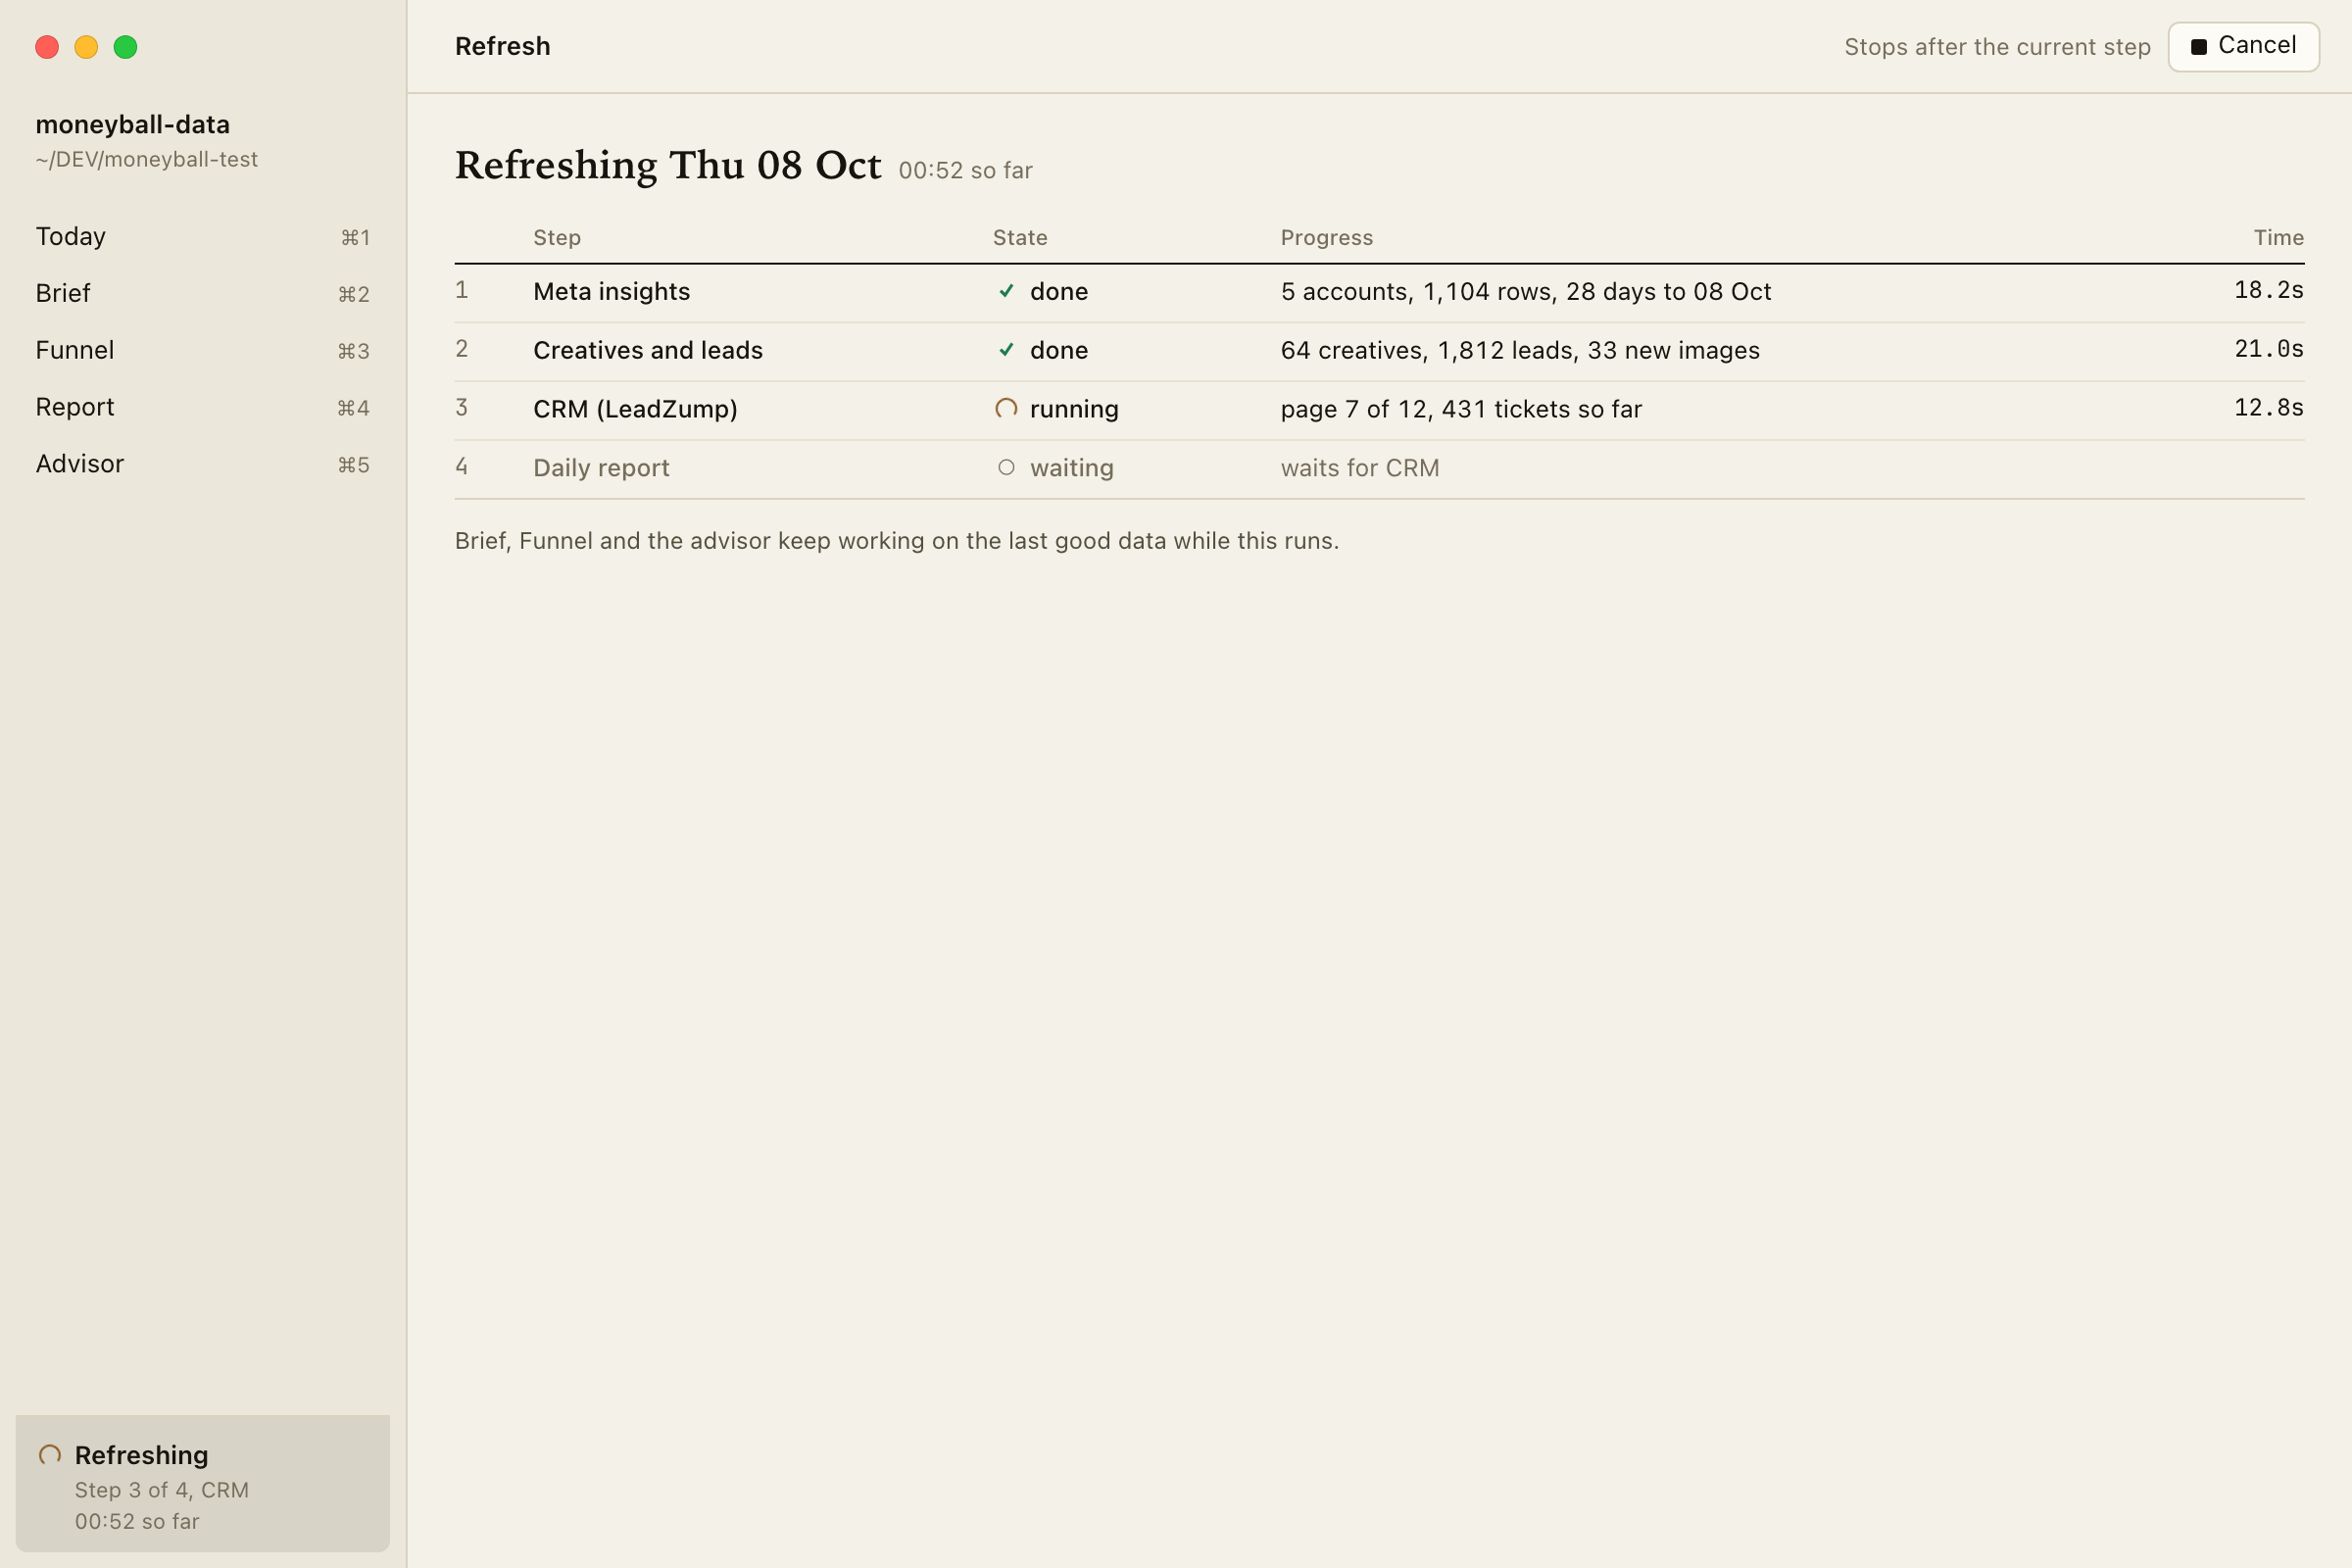 moneyball-data
~/DEV/moneyball-test
Today ⌘1
Brief ⌘2
Funnel ⌘3
Report ⌘4
Advisor ⌘5
Refreshing
Step 3 of 4, CRM
00:52 so far
Refresh
Stops after the current step
Cancel
Refreshing Thu 08 Oct 00:52 so far
Step State Progress Time
1 Meta insights done 5 accounts, 1,104 rows, 28 days to 08 Oct 18.2s
2 Creatives and leads done 64 creatives, 1,812 leads, 33 new images 21.0s
3 CRM (LeadZump) running page 7 of 12, 431 tickets so far 12.8s
4 Daily report waiting waits for CRM
Brief, Funnel and the advisor keep working on the last good data while this runs.